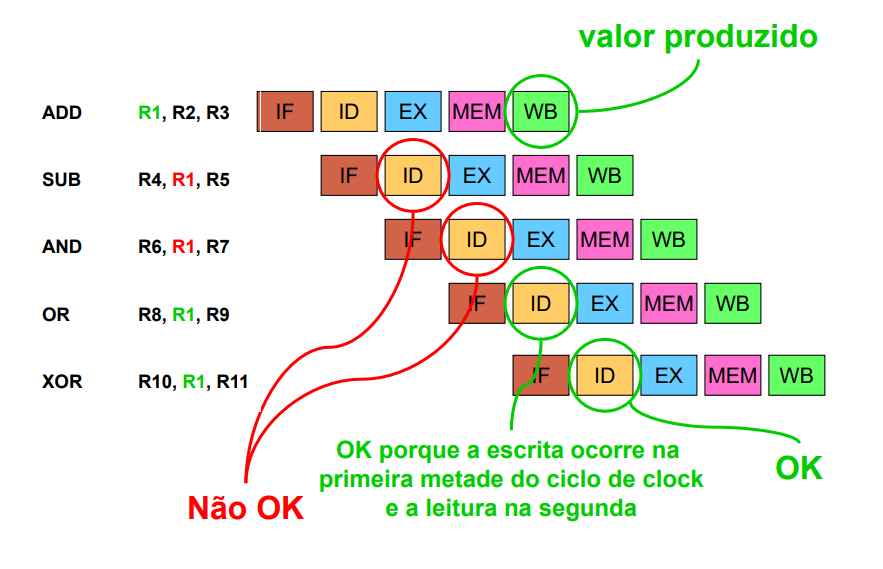 valor produzido
ADD R1, R2, R3 IF ID EX MEM WB
SUB R4, R1, R5 IF ID EX MEM WB
AND R6, R1, R7 IF ID EX MEM WB
OR R8, R1, R9 IF ID EX MEM WB
XOR R10, R1, R11 IF ID EX MEM WB
OK porque a escrita ocorre na
primeira metade do ciclo de clock
e a leitura na segunda
OK
Não OK